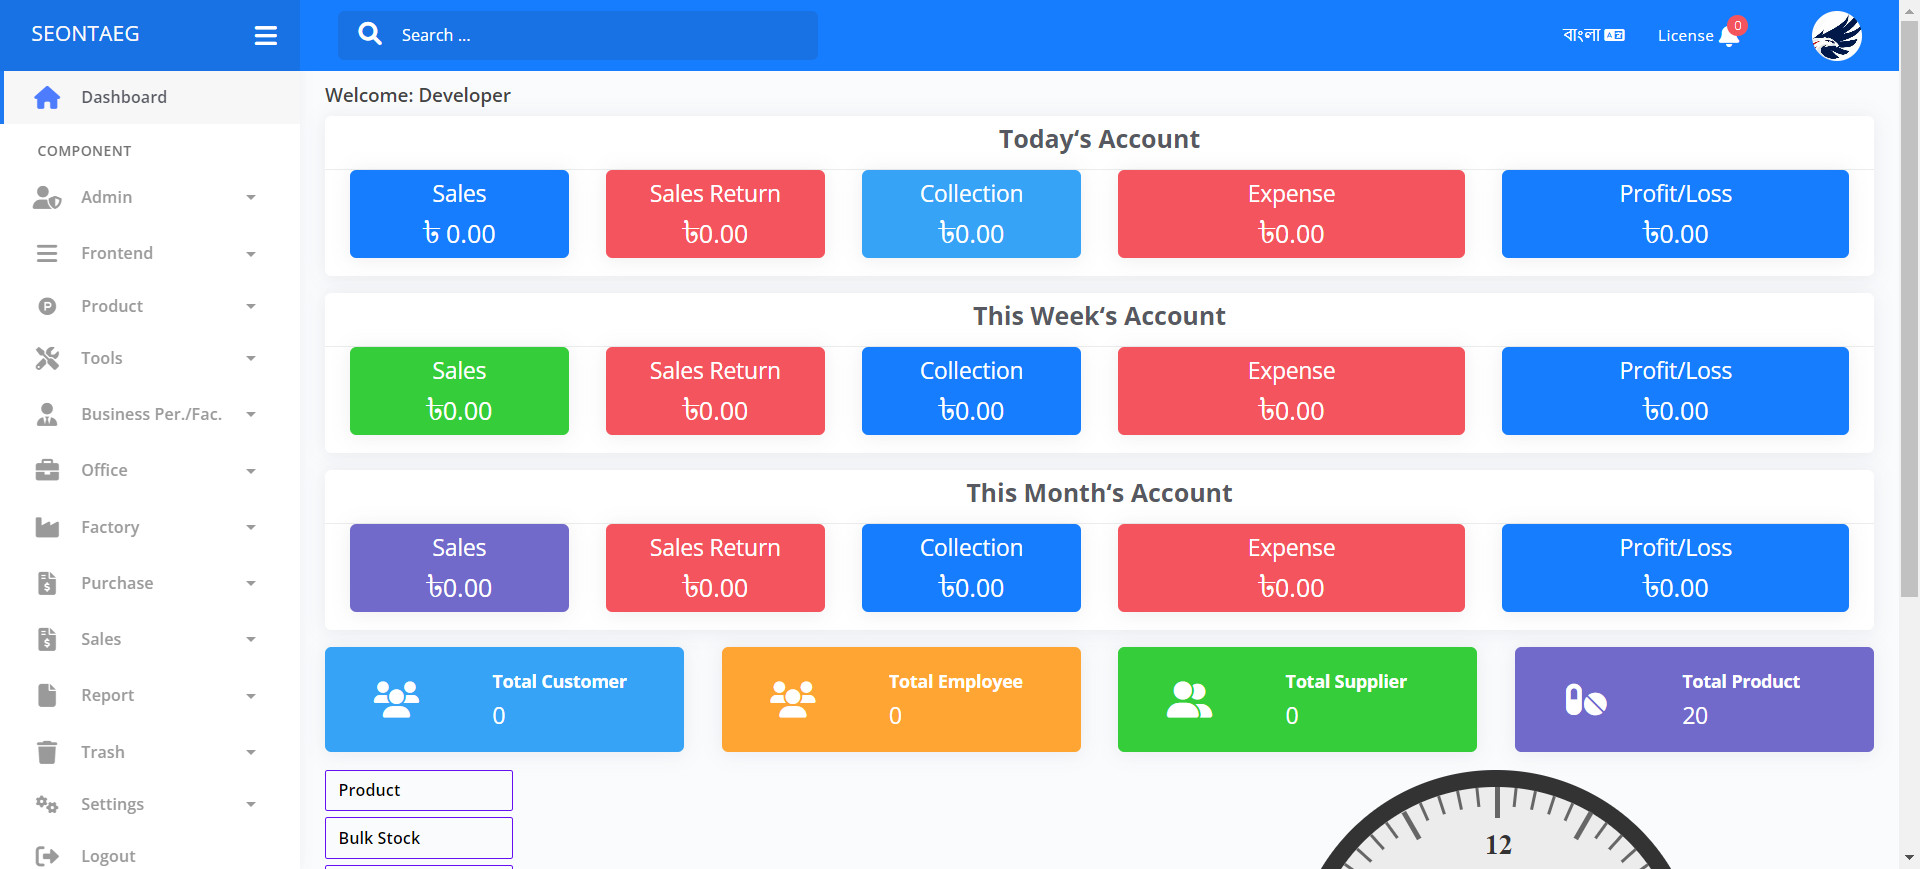 SEONTAEG
Search ...
বাংলা
License
0
Dashboard
COMPONENT
Admin
Frontend
Product
Tools
Business Per./Fac.
Office
Factory
Purchase
Sales
Report
Trash
Settings
Logout
Welcome: Developer
Today‘s Account
Sales
৳ 0.00
Sales Return
৳0.00
Collection
৳0.00
Expense
৳0.00
Profit/Loss
৳0.00
This Week‘s Account
Sales
৳0.00
Sales Return
৳0.00
Collection
৳0.00
Expense
৳0.00
Profit/Loss
৳0.00
This Month‘s Account
Sales
৳0.00
Sales Return
৳0.00
Collection
৳0.00
Expense
৳0.00
Profit/Loss
৳0.00
Total Customer
0
Total Employee
0
Total Supplier
0
Total Product
20
Product
Bulk Stock
12